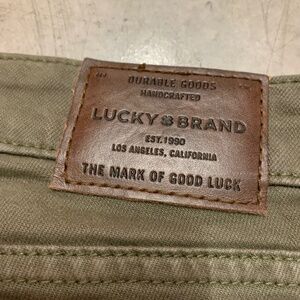 DURABLE GOODS
HANDCRAFTED
LUCKY BRAND
EST. 1990
LOS ANGELES, CALIFORNIA
THE MARK OF GOOD LUCK